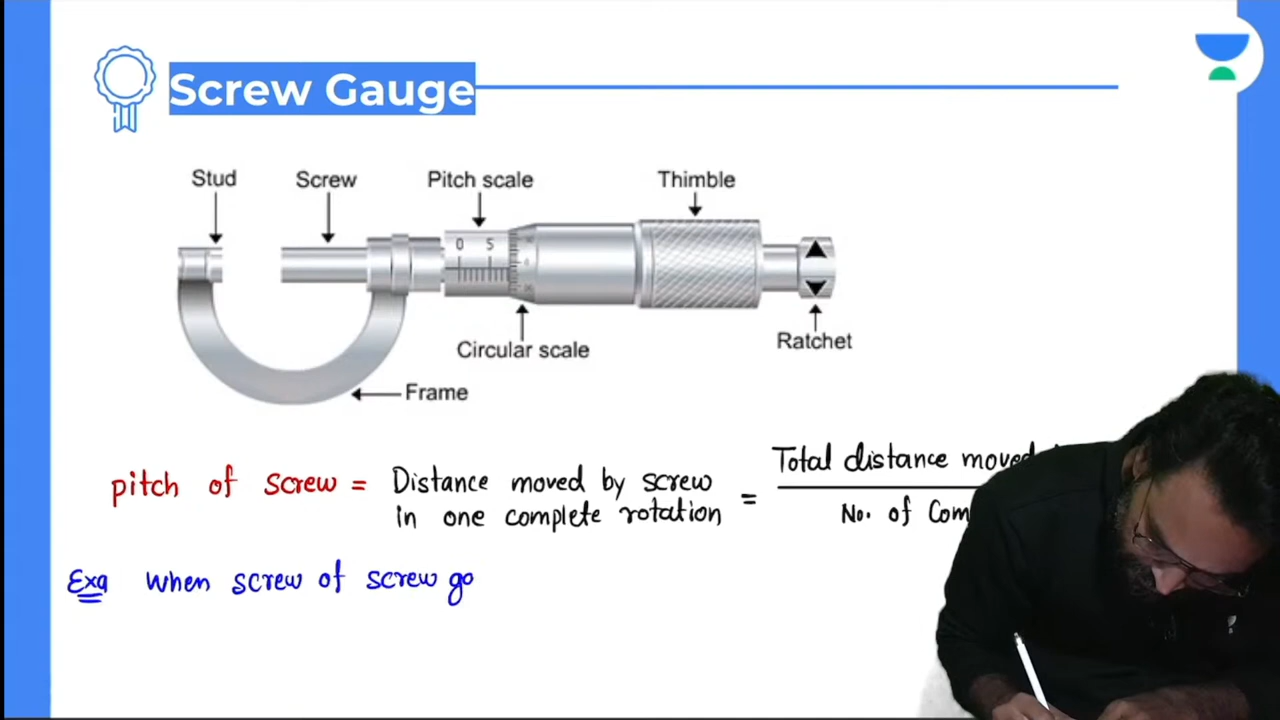 Screw Gauge
Stud Screw Pitch scale Thimble
0 5
Circular scale
Ratchet
Frame
pitch of screw = Distance moved by screw in one complete rotation = Total distance moved
No. of Com
Exa When screw of screw go